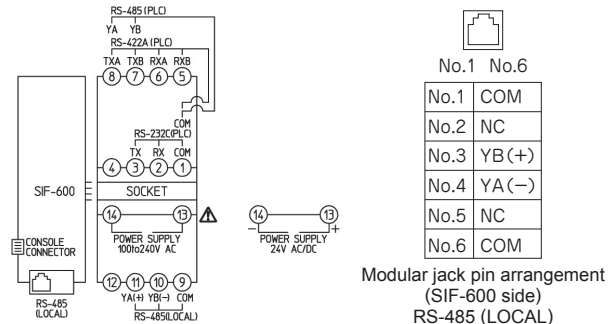 RS-485 (PLC)
YA YB
RS-422A (PLC)
TXA TXB RXA RXB
8 7 6 5
COM
RS-232C(PLC)
TX RX COM
4 3 2 1
SIF-600
SOCKET
14 13
POWER SUPPLY
100to240V AC
CONSOLE
CONNECTOR
12 11 10 9
YA(+) YB(-) COM
RS-485(LOCAL)
RS-485
(LOCAL)
14 13
- +
POWER SUPPLY
24V AC/DC
No.1 No.6
No.1 COM
No.2 NC
No.3 YB(+)
No.4 YA(−)
No.5 NC
No.6 COM
Modular jack pin arrangement
(SIF-600 side)
RS-485 (LOCAL)